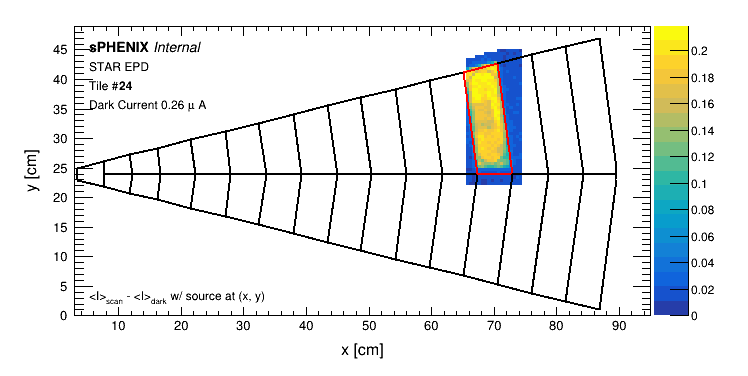 sPHENIX Internal
STAR EPD
Tile #24
Dark Current 0.26 μ A
<I>scan - <I>dark w/ source at (x, y)
y [cm]
45
40
35
30
25
20
15
10
5
0
10 20 30 40 50 60 70 80 90
x [cm]
0.2
0.18
0.16
0.14
0.12
0.1
0.08
0.06
0.04
0.02
0